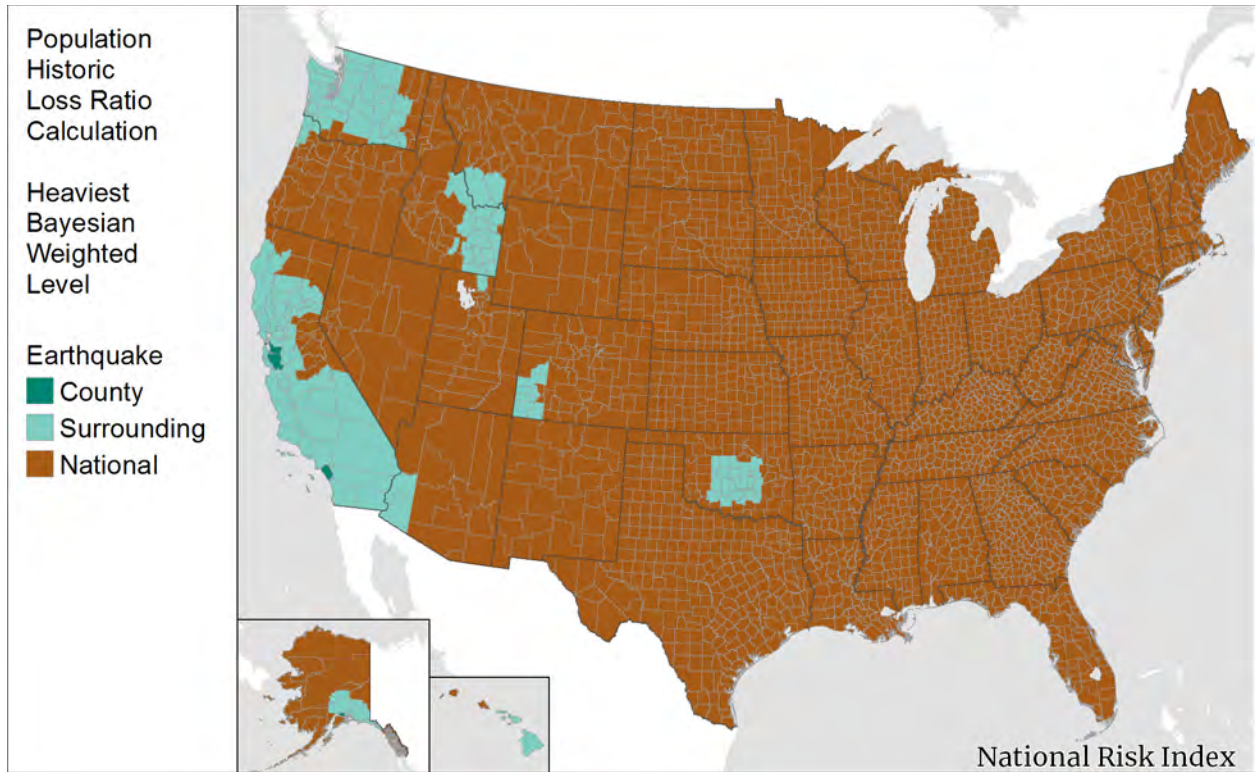 Population
Historic
Loss Ratio
Calculation
Heaviest
Bayesian
Weighted
Level
Earthquake
County
Surrounding
National
National Risk Index